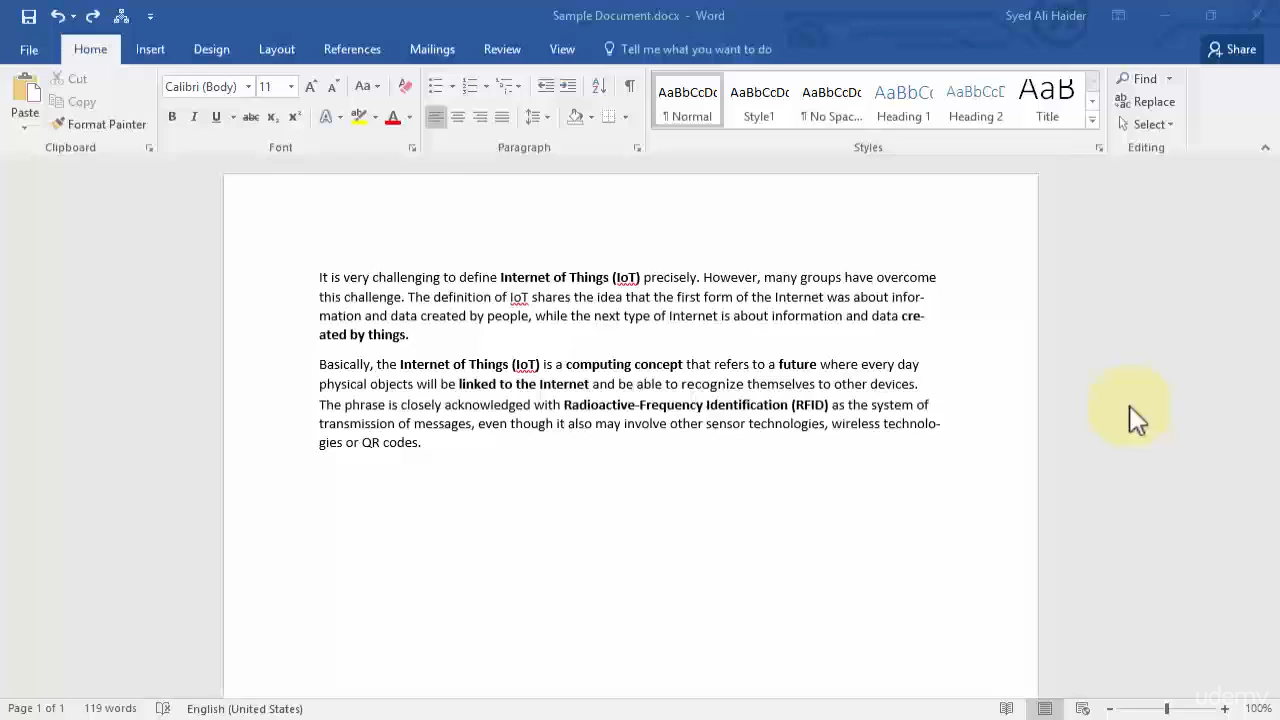 Sample Document.docx - Word
Syed Ali Haider
File Home Insert Design Layout References Mailings Review View Tell me what you want to do Share
Paste
Cut
Copy
Format Painter
Clipboard
Calibri (Body) 11
Aa
B I U abc x₂ x² A A
Font
Paragraph
AaBbCcDc AaBbCcDc AaBbCcDc AaBbCc AaBbCcD AaB
¶ Normal Style1 ¶ No Spac... Heading 1 Heading 2 Title
Styles
Find
Replace
Select
Editing
It is very challenging to define Internet of Things (IoT) precisely. However, many groups have overcome
this challenge. The definition of IoT shares the idea that the first form of the Internet was about infor-
mation and data created by people, while the next type of Internet is about information and data cre-
ated by things.
Basically, the Internet of Things (IoT) is a computing concept that refers to a future where every day
physical objects will be linked to the Internet and be able to recognize themselves to other devices.
The phrase is closely acknowledged with Radioactive-Frequency Identification (RFID) as the system of
transmission of messages, even though it also may involve other sensor technologies, wireless technolo-
gies or QR codes.
Page 1 of 1 119 words English (United States) 100%
udemy